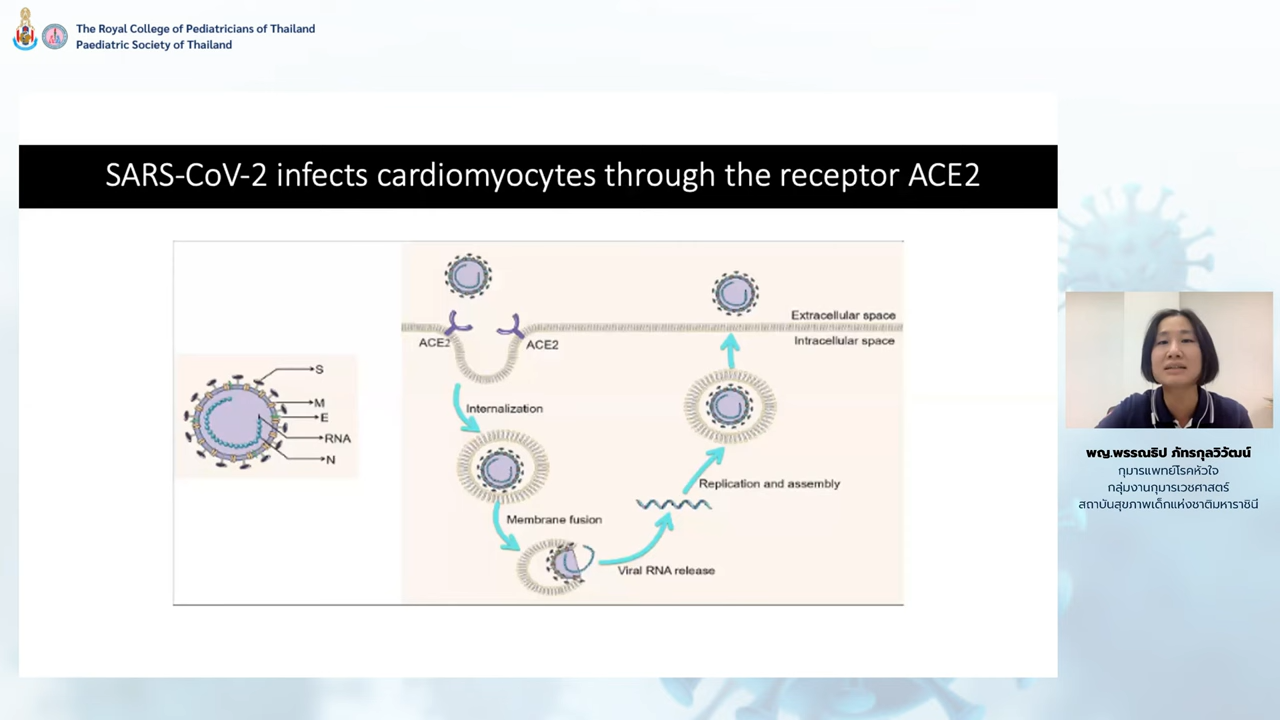 The Royal College of Pediatricians of Thailand
Paediatric Society of Thailand
SARS-CoV-2 infects cardiomyocytes through the receptor ACE2
S
M
E
RNA
N
ACE2
ACE2
Extracellular space
Intracellular space
Internalization
Membrane fusion
Viral RNA release
Replication and assembly
พญ.พรรณธิป ภัทรกุลวิวัฒน์
กุมารแพทย์โรคหัวใจ
กลุ่มงานกุมารเวชศาสตร์
สถาบันสุขภาพเด็กแห่งชาติมหาราชินี